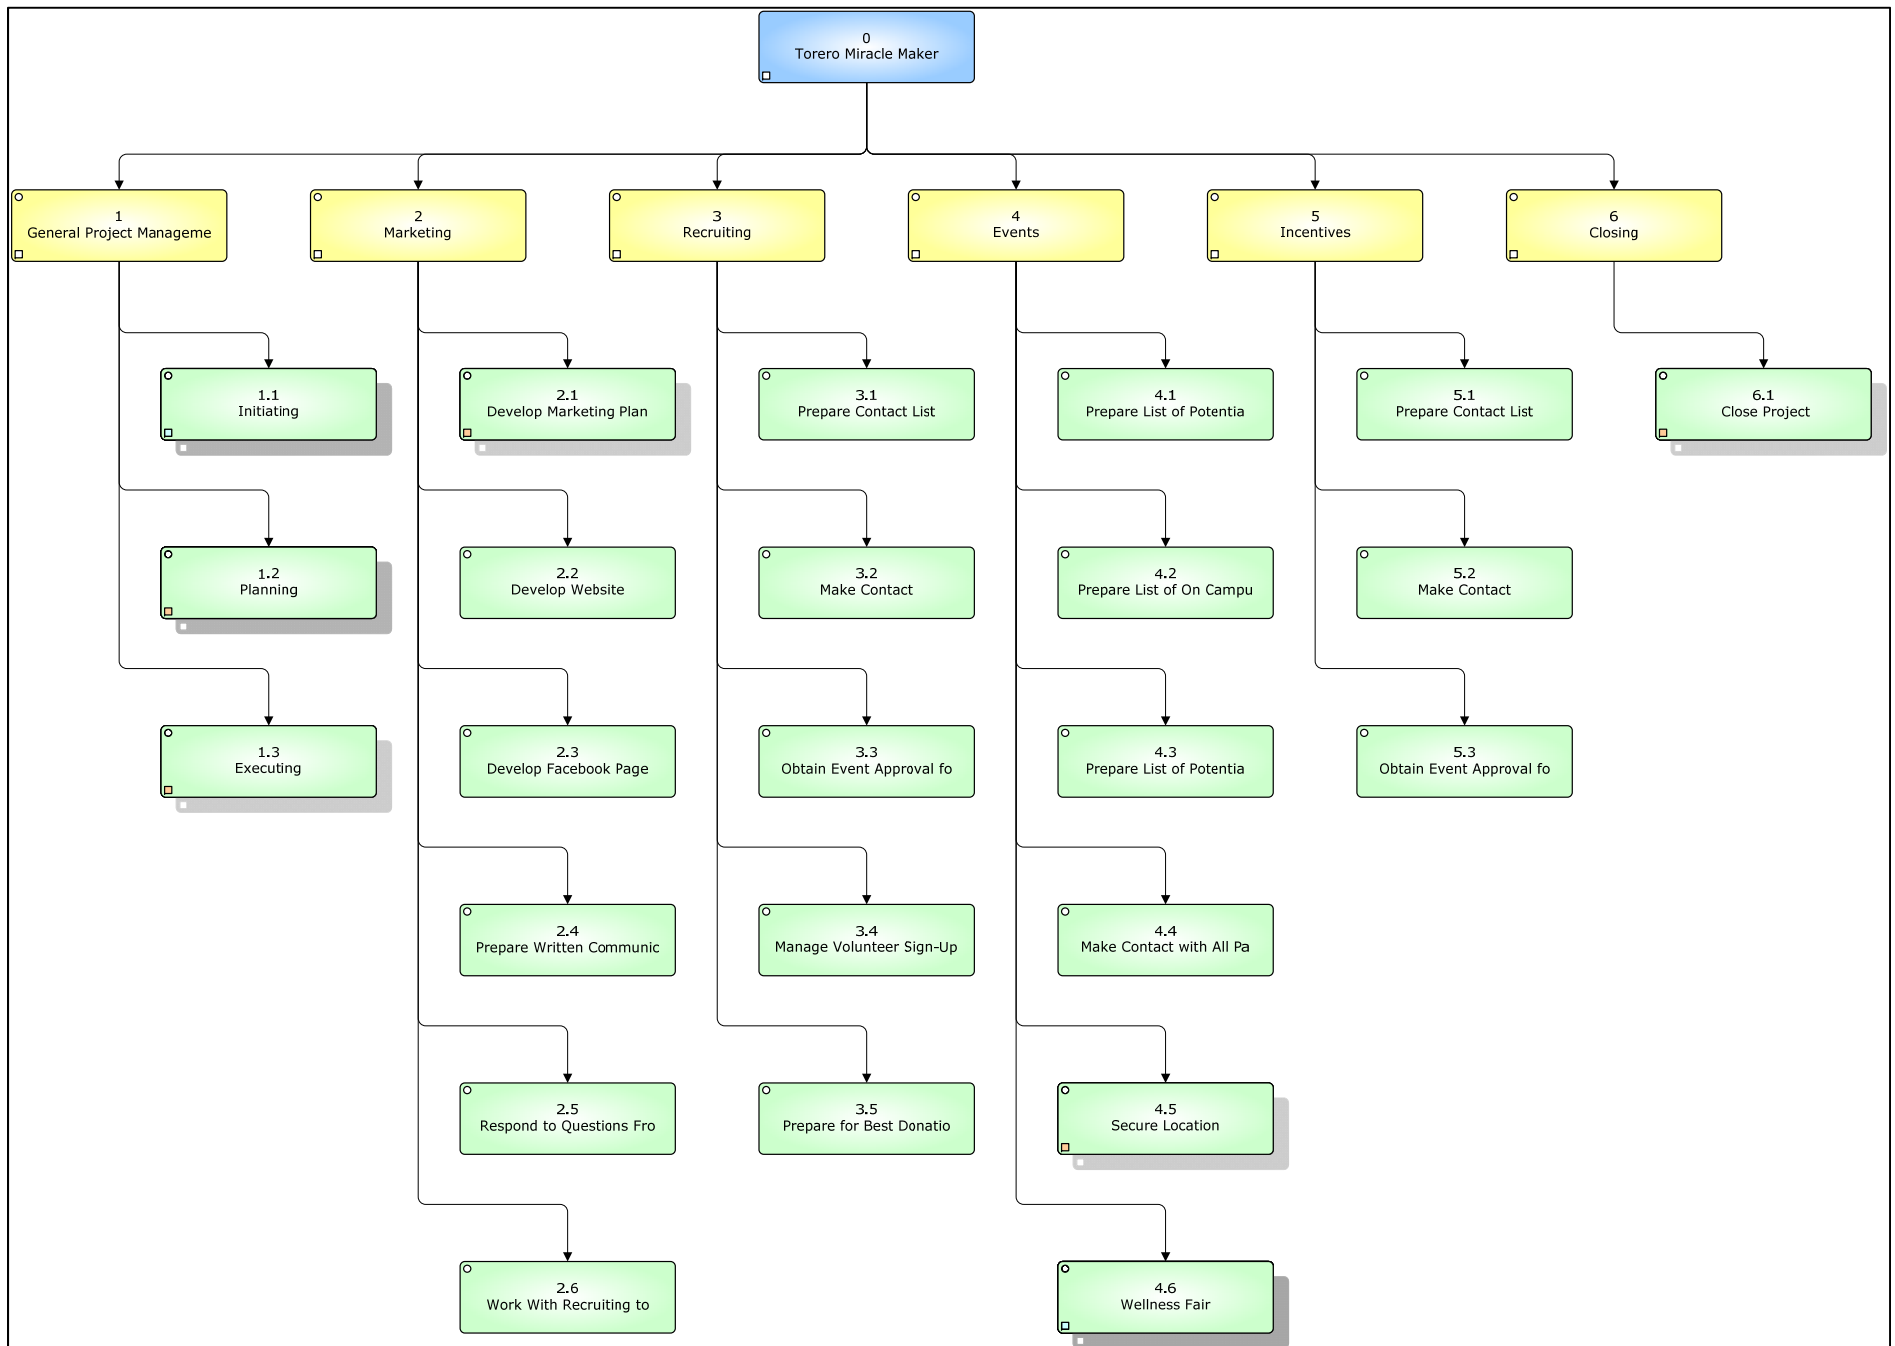 0
Torero Miracle Maker
1
General Project Manageme
2
Marketing
3
Recruiting
4
Events
5
Incentives
6
Closing
1.1
Initiating
2.1
Develop Marketing Plan
3.1
Prepare Contact List
4.1
Prepare List of Potentia
5.1
Prepare Contact List
6.1
Close Project
1.2
Planning
2.2
Develop Website
3.2
Make Contact
4.2
Prepare List of On Campu
5.2
Make Contact
1.3
Executing
2.3
Develop Facebook Page
3.3
Obtain Event Approval fo
4.3
Prepare List of Potentia
5.3
Obtain Event Approval fo
2.4
Prepare Written Communic
3.4
Manage Volunteer Sign-Up
4.4
Make Contact with All Pa
2.5
Respond to Questions Fro
3.5
Prepare for Best Donatio
4.5
Secure Location
2.6
Work With Recruiting to
4.6
Wellness Fair